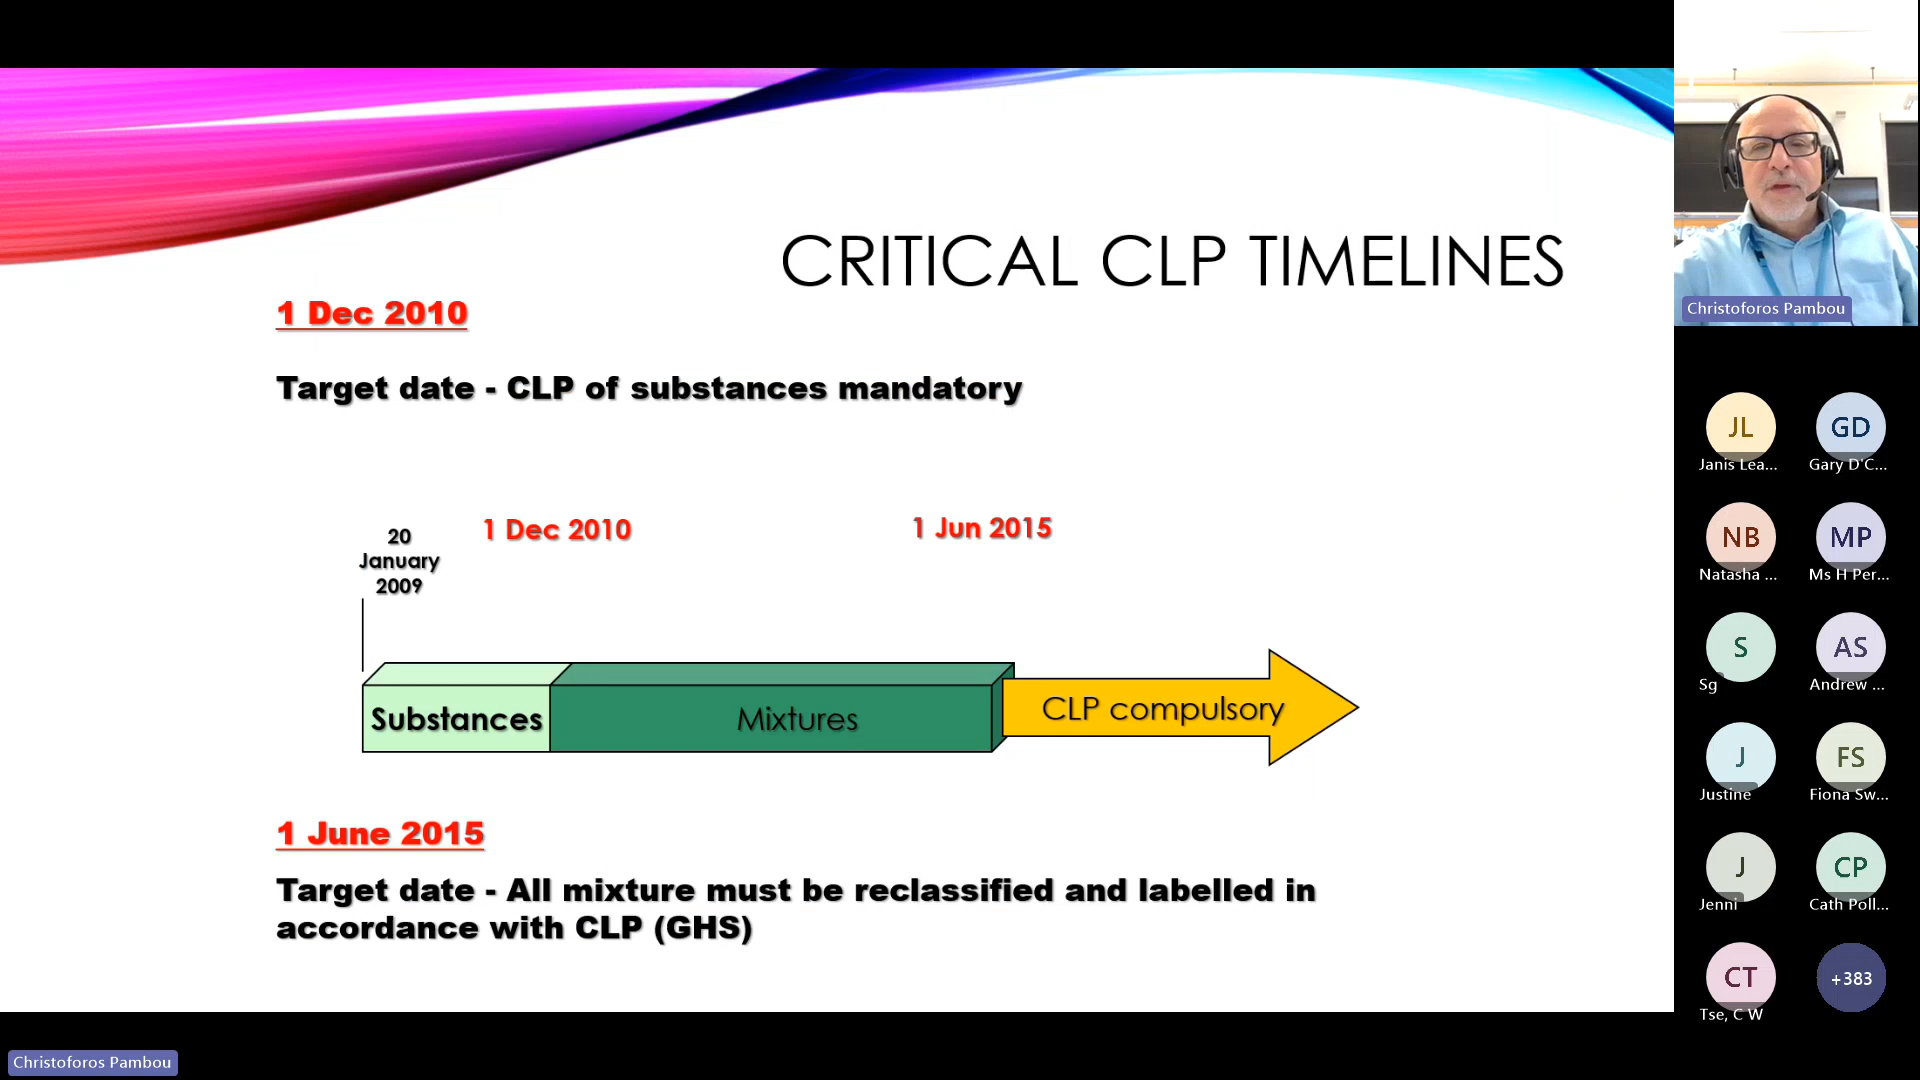 CRITICAL CLP TIMELINES
1 Dec 2010
Target date - CLP of substances mandatory
20
January
2009
1 Dec 2010
1 Jun 2015
Substances
Mixtures
CLP compulsory
1 June 2015
Target date - All mixture must be reclassified and labelled in
accordance with CLP (GHS)
Christoforos Pambou
Christoforos Pambou
JL
Janis Lea...
GD
Gary D'C...
NB
Natasha ...
MP
Ms H Per...
S
Sg
AS
Andrew ...
J
Justine
FS
Fiona Sw...
J
Jenni
CP
Cath Poll...
CT
Tse, C W
+383